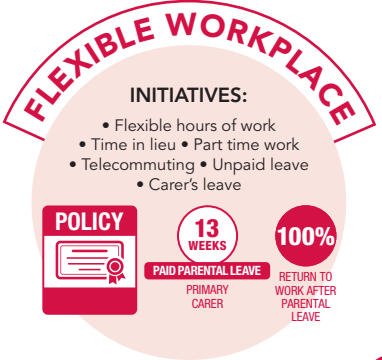 FLEXIBLE WORKPLACE
INITIATIVES:
• Flexible hours of work
• Time in lieu • Part time work
• Telecommuting • Unpaid leave
• Carer's leave
POLICY
13
WEEKS
PAID PARENTAL LEAVE
PRIMARY
CARER
100%
RETURN TO
WORK AFTER
PARENTAL
LEAVE